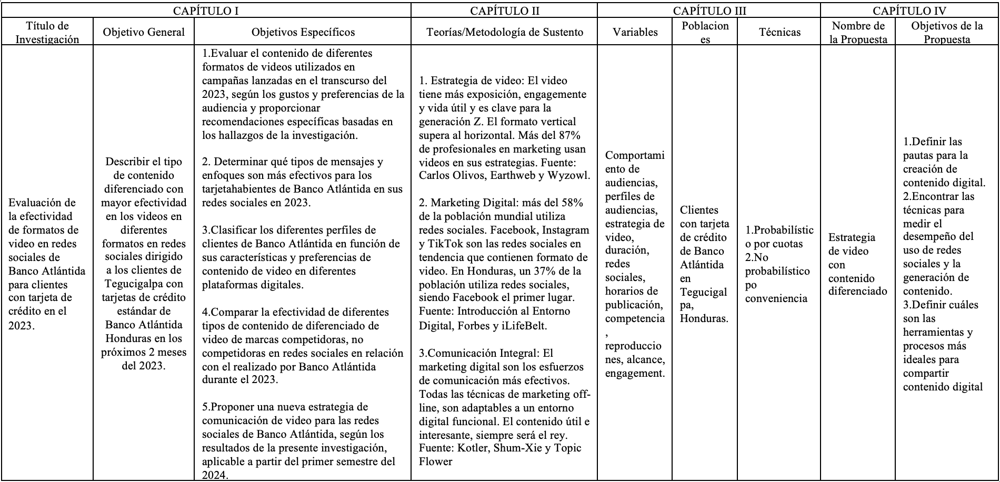 CAPÍTULO I
CAPÍTULO II
CAPÍTULO III
CAPÍTULO IV
Título de
Investigación
Objetivo General
Objetivos Específicos
Teorías/Metodología de Sustento
Variables
Poblacion
es
Técnicas
Nombre de
la Propuesta
Objetivos de la
Propuesta
Evaluación de
la efectividad
de formatos de
video en redes
sociales de
Banco Atlántida
para clientes
con tarjeta de
crédito en el
2023.
Describir el tipo
de contenido
diferenciado con
mayor efectividad
en los videos en
diferentes
formatos en redes
sociales dirigido
a los clientes de
Tegucigalpa con
tarjetas de crédito
estándar de
Banco Atlántida
Honduras en los
próximos 2 meses
del 2023.
1.Evaluar el contenido de diferentes
formatos de videos utilizados en
campañas lanzadas en el transcurso del
2023, según los gustos y preferencias de la
audiencia y proporcionar
recomendaciones específicas basadas en
los hallazgos de la investigación.
2. Determinar qué tipos de mensajes y
enfoques son más efectivos para los
tarjetahabientes de Banco Atlántida en sus
redes sociales en 2023.
3.Clasificar los diferentes perfiles de
clientes de Banco Atlántida en función de
sus características y preferencias de
contenido de video en diferentes
plataformas digitales.
4.Comparar la efectividad de diferentes
tipos de contenido de diferenciado de
video de marcas competidoras, no
competidoras en redes sociales en relación
con el realizado por Banco Atlántida
durante el 2023.
5.Proponer una nueva estrategia de
comunicación de video para las redes
sociales de Banco Atlántida, según los
resultados de la presente investigación,
aplicable a partir del primer semestre del
2024.
1. Estrategia de video: El video
tiene más exposición, engagemente
y vida útil y es clave para la
generación Z. El formato vertical
supera al horizontal. Más del 87%
de profesionales en marketing usan
videos en sus estrategias. Fuente:
Carlos Olivos, Earthweb y Wyzowl.
2. Marketing Digital: más del 58%
de la población mundial utiliza
redes sociales. Facebook, Instagram
y TikTok son las redes sociales en
tendencia que contienen formato de
video. En Honduras, un 37% de la
población utiliza redes sociales,
siendo Facebook el primer lugar.
Fuente: Introducción al Entorno
Digital, Forbes y iLifeBelt.
3.Comunicación Integral: El
marketing digital son los esfuerzos
de comunicación más efectivos.
Todas las técnicas de marketing off-
line, son adaptables a un entorno
digital funcional. El contenido útil e
interesante, siempre será el rey.
Fuente: Kotler, Shum-Xie y Topic
Flower
Comportami
ento de
audiencias,
perfiles de
audiencias,
estrategia de
video,
duración,
redes
sociales,
horarios de
publicación,
competencia
,
reproduccio
nes, alcance,
engagement.
Clientes
con tarjeta
de crédito
de Banco
Atlántida
en
Tegucigal
pa,
Honduras.
1.Probabilístic
o por cuotas
2.No
probabilístico
po
conveniencia
Estrategia
de video
con
contenido
diferenciado
1.Definir las
pautas para la
creación de
contenido digital.
2.Encontrar las
técnicas para
medir el
desempeño del
uso de redes
sociales y la
generación de
contenido.
3.Definir cuáles
son las
herramientas y
procesos más
ideales para
compartir
contenido digital